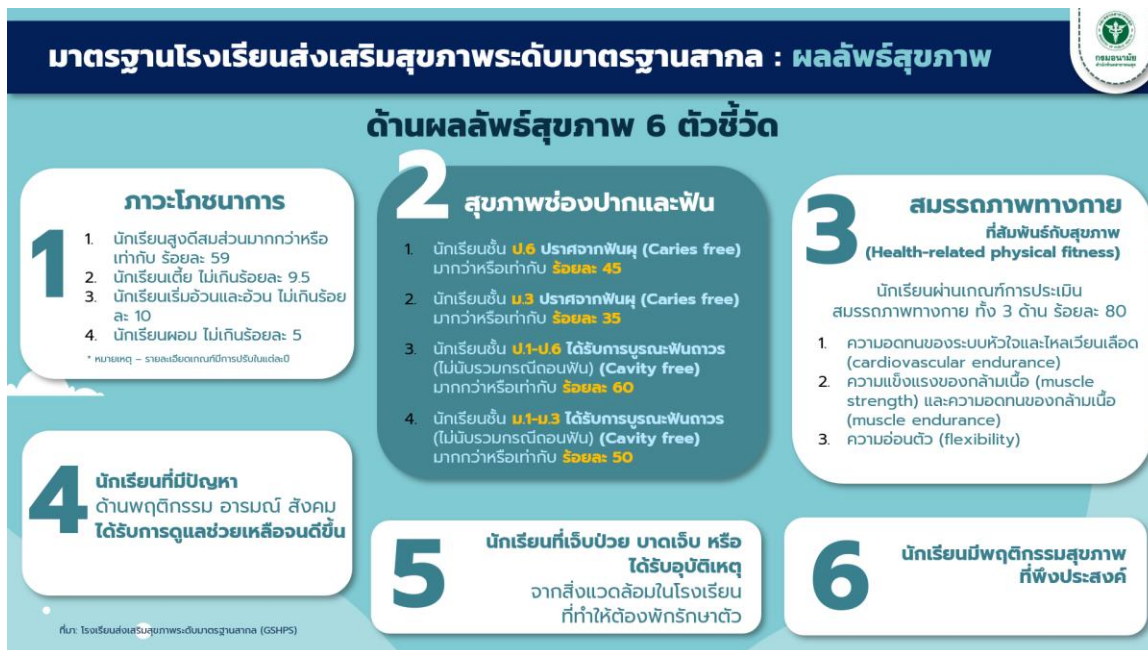 มาตรฐานโรงเรียนส่งเสริมสุขภาพระดับมาตรฐานสากล : ผลลัพธ์สุขภาพ
กรมอนามัย
ด้านผลลัพธ์สุขภาพ 6 ตัวชี้วัด
1
ภาวะโภชนาการ
1. นักเรียนสูงดีสมส่วนมากกว่าหรือ
เท่ากับ ร้อยละ 59
2. นักเรียนเตี้ย ไม่เกินร้อยละ 9.5
3. นักเรียนเริ่มอ้วนและอ้วน ไม่เกินร้อย
ละ 10
4. นักเรียนผอม ไม่เกินร้อยละ 5
* หมายเหตุ – รายละเอียดเกณฑ์มีการปรับในแต่ละปี
2
สุขภาพช่องปากและฟัน
1. นักเรียนชั้น ป.6 ปราศจากฟันผุ (Caries free)
มากว่าหรือเท่ากับ ร้อยละ 45
2. นักเรียนชั้น ม.3 ปราศจากฟันผุ (Caries free)
มากว่าหรือเท่ากับ ร้อยละ 35
3. นักเรียนชั้น ป.1-ป.6 ได้รับการบูรณะฟันถาวร
(ไม่นับรวมกรณีถอนฟัน) (Cavity free)
มากกว่าหรือเท่ากับ ร้อยละ 60
4. นักเรียนชั้น ม.1-ม.3 ได้รับการบูรณะฟันถาวร
(ไม่นับรวมกรณีถอนฟัน) (Cavity free)
มากกว่าหรือเท่ากับ ร้อยละ 50
3
สมรรถภาพทางกาย
ที่สัมพันธ์กับสุขภาพ
(Health-related physical fitness)
นักเรียนผ่านเกณฑ์การประเมิน
สมรรถภาพทางกาย ทั้ง 3 ด้าน ร้อยละ 80
1. ความอดทนของระบบหัวใจและไหลเวียนเลือด
(cardiovascular endurance)
2. ความแข็งแรงของกล้ามเนื้อ (muscle
strength) และความอดทนของกล้ามเนื้อ
(muscle endurance)
3. ความอ่อนตัว (flexibility)
4
นักเรียนที่มีปัญหา
ด้านพฤติกรรม อารมณ์ สังคม
ได้รับการดูแลช่วยเหลือจนดีขึ้น
5
นักเรียนที่เจ็บป่วย บาดเจ็บ หรือ
ได้รับอุบัติเหตุ
จากสิ่งแวดล้อมในโรงเรียน
ที่ทำให้ต้องพักรักษาตัว
6
นักเรียนมีพฤติกรรมสุขภาพ
ที่พึงประสงค์
ที่มา: โรงเรียนส่งเสริมสุขภาพระดับมาตรฐานสากล (GSHPS)